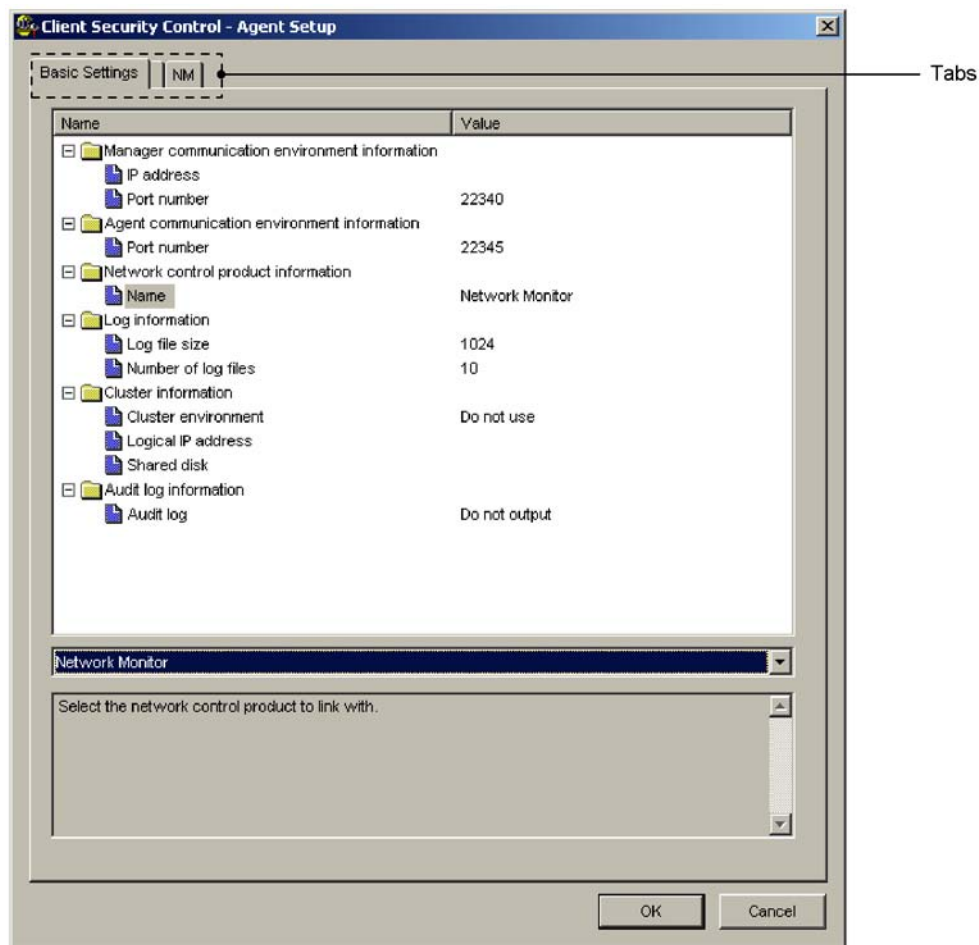 Client Security Control - Agent Setup
Basic Settings NM
Tabs
Name Value
Manager communication environment information
IP address
Port number 22340
Agent communication environment information
Port number 22345
Network control product information
Name Network Monitor
Log information
Log file size 1024
Number of log files 10
Cluster information
Cluster environment Do not use
Logical IP address
Shared disk
Audit log information
Audit log Do not output
Network Monitor
Select the network control product to link with.
OK Cancel